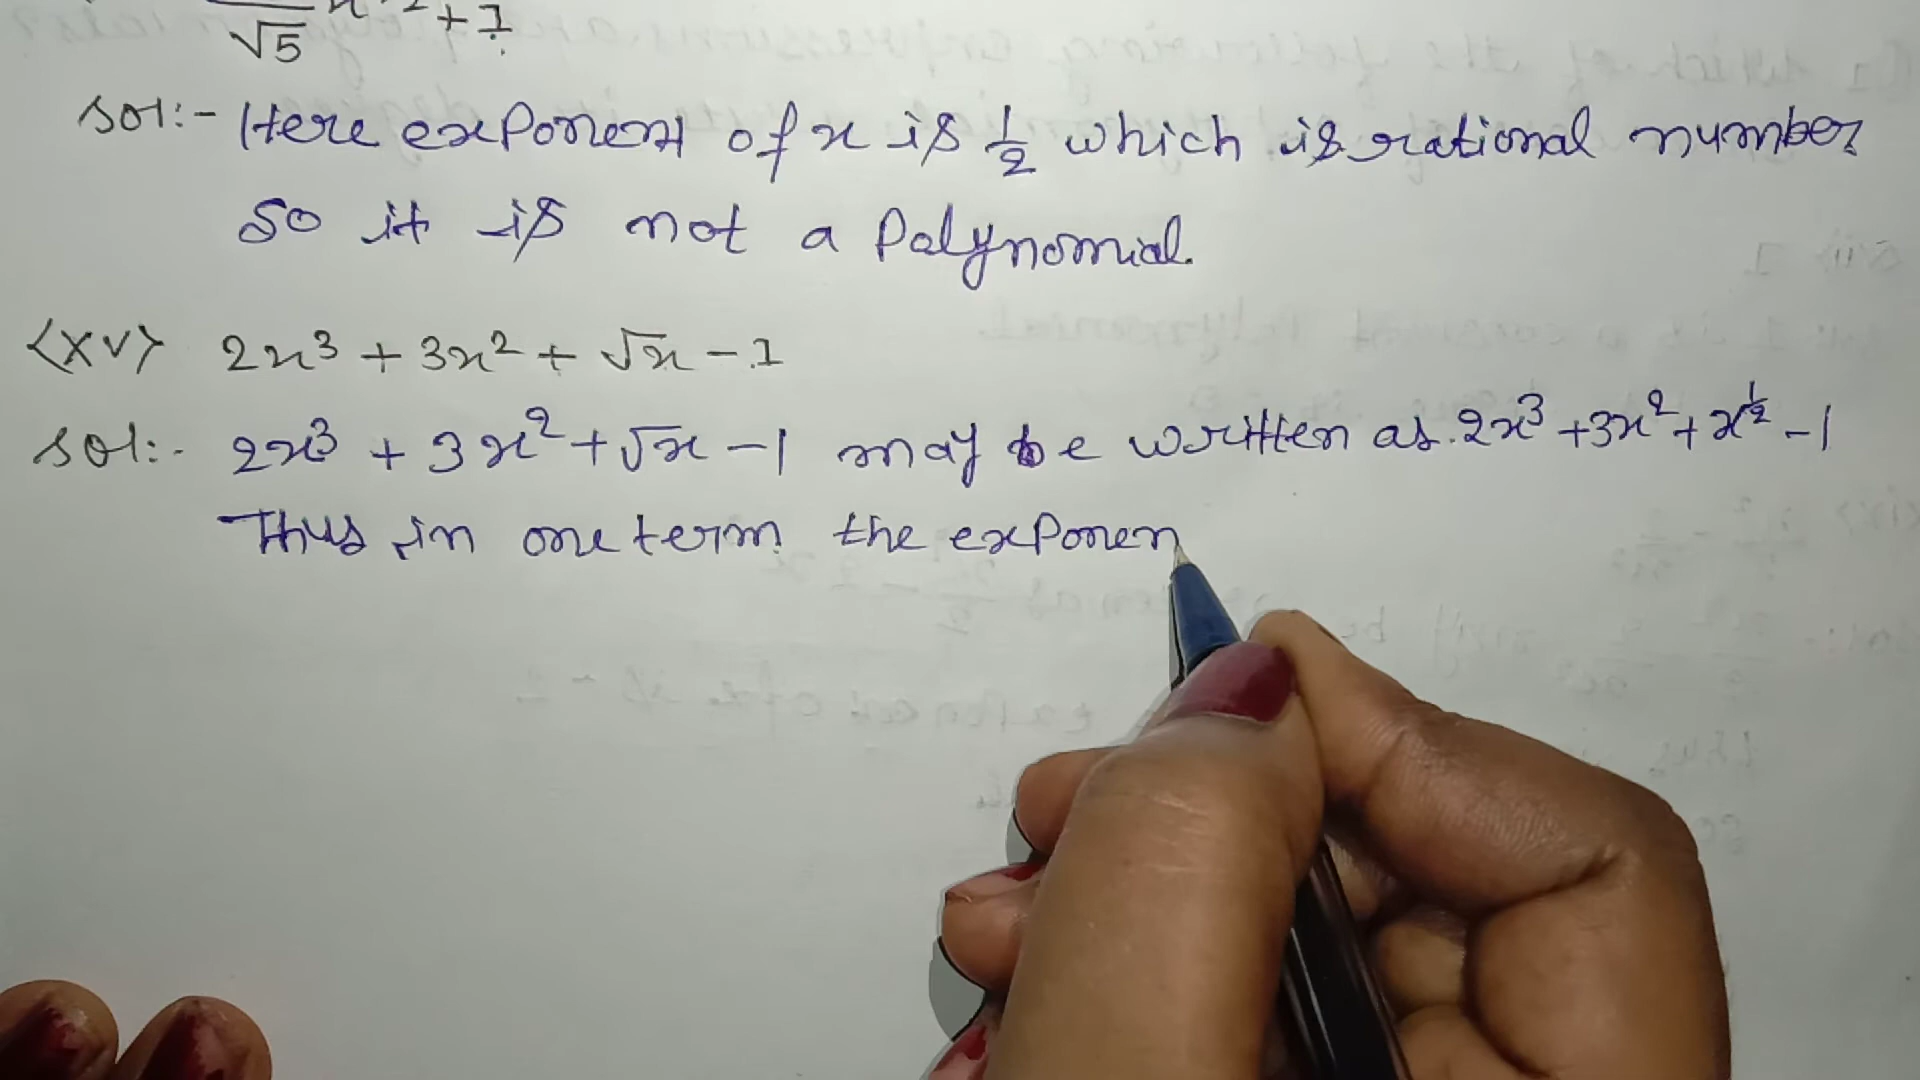 √5 x + 1
sol:- Here exponent of x is 1/2 which is rational number
so it is not a Polynomial.
<xv> 2x³ + 3x² + √x - 1
sol:- 2x³ + 3x² + √x - 1 may be written as 2x³ + 3x² + x^½ - 1
Thus in one term the exponen